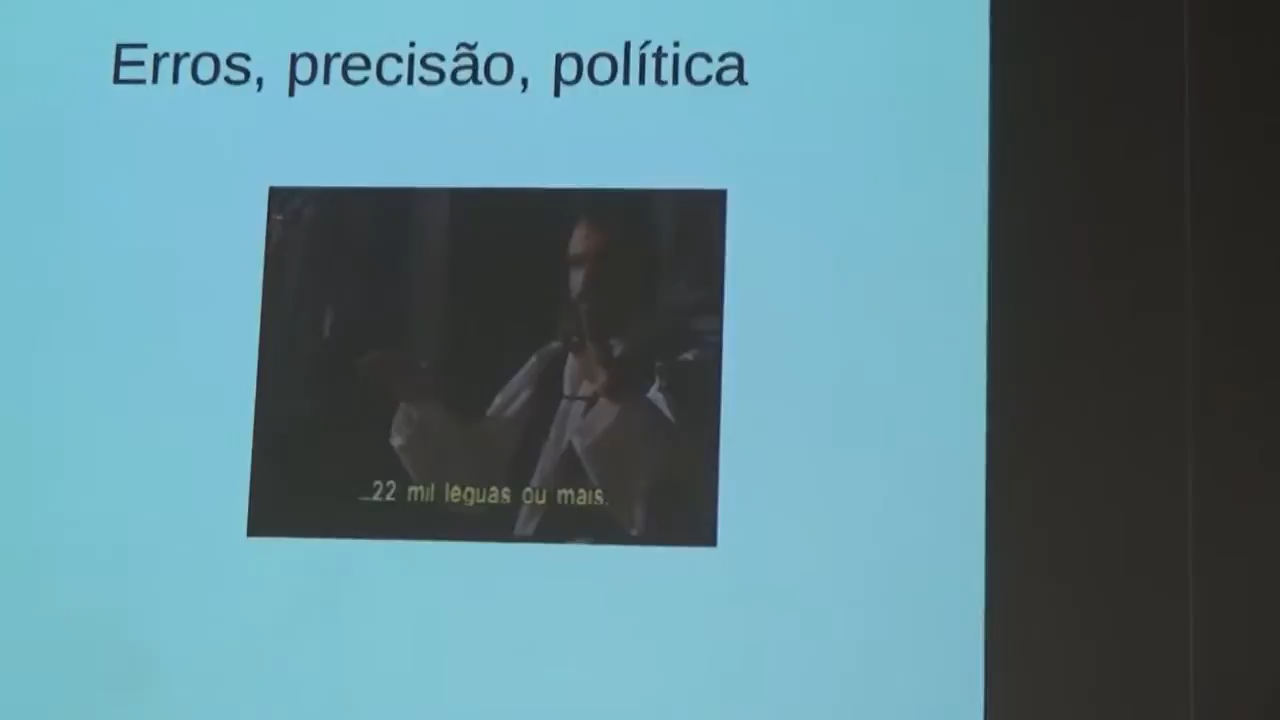 Erros, precisão, política
...22 mil léguas ou mais.